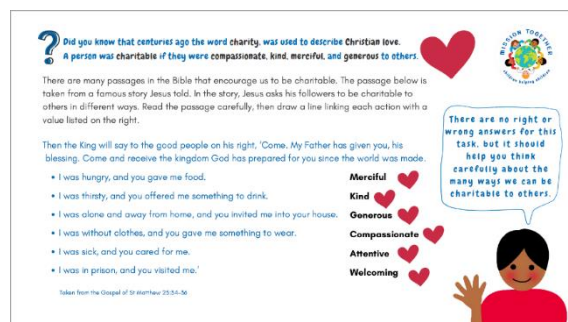 ?
Did you know that centuries ago the word charity, was used to describe Christian love.
A person was charitable if they were compassionate, kind, merciful, and generous to others.
MISSION TOGETHER
children helping children
There are many passages in the Bible that encourage us to be charitable. The passage below is
taken from a famous story Jesus told. In the story, Jesus asks his followers to be charitable to
others in different ways. Read the passage carefully, then draw a line linking each action with a
value listed on the right.
Then the King will say to the good people on his right, 'Come. My Father has given you, his
blessing. Come and receive the kingdom God has prepared for you since the world was made.
• I was hungry, and you gave me food.
• I was thirsty, and you offered me something to drink.
• I was alone and away from home, and you invited me into your house.
• I was without clothes, and you gave me something to wear.
• I was sick, and you cared for me.
• I was in prison, and you visited me.'
Merciful
Kind
Generous
Compassionate
Attentive
Welcoming
Taken from the Gospel of St Matthew 25:34-36
There are no right or
wrong answers for this
task, but it should
help you think
carefully about the
many ways we can be
charitable to others.